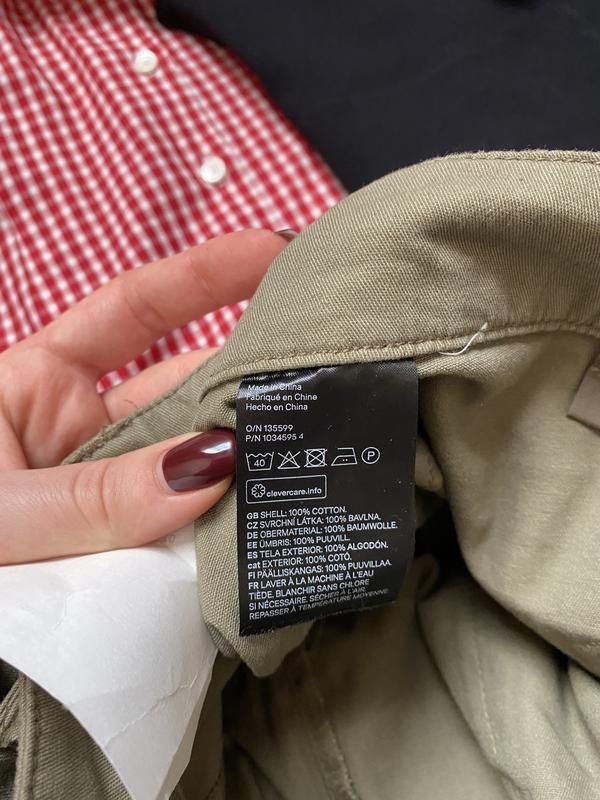 Made in China
Fabriqué en Chine
Hecho en China
O/N 135599
P/N 1034595 4
40 P
clevercare.info
GB SHELL: 100% COTTON.
CZ SVRCHNÍ LÁTKA: 100% BAVLNA.
DE OBERMATERIAL: 100% BAUMWOLLE.
EE ÜMBRIS: 100% PUUVILL.
ES TELA EXTERIOR: 100% ALGODÓN.
cat EXTERIOR: 100% COTÓ.
FI PÄÄLLISKANGAS: 100% PUUVILLAA.
FR LAVER À LA MACHINE À L'EAU
TIÈDE. BLANCHIR SANS CHLORE
SI NÉCESSAIRE. SÉCHER À L'AIR.
REPASSER À TEMPÉRATURE MOYENNE